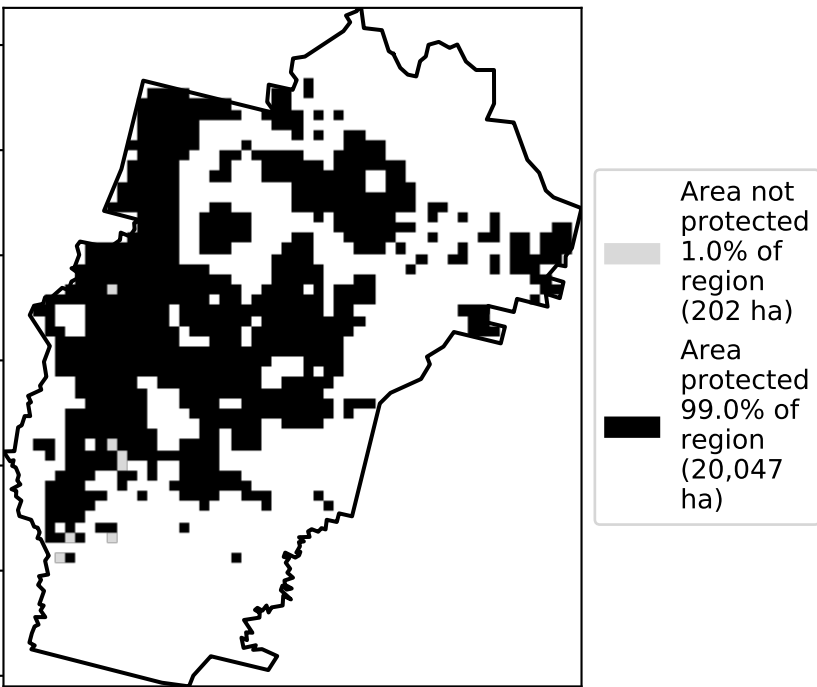 Area not
protected
1.0% of
region
(202 ha)
Area
protected
99.0% of
region
(20,047
ha)